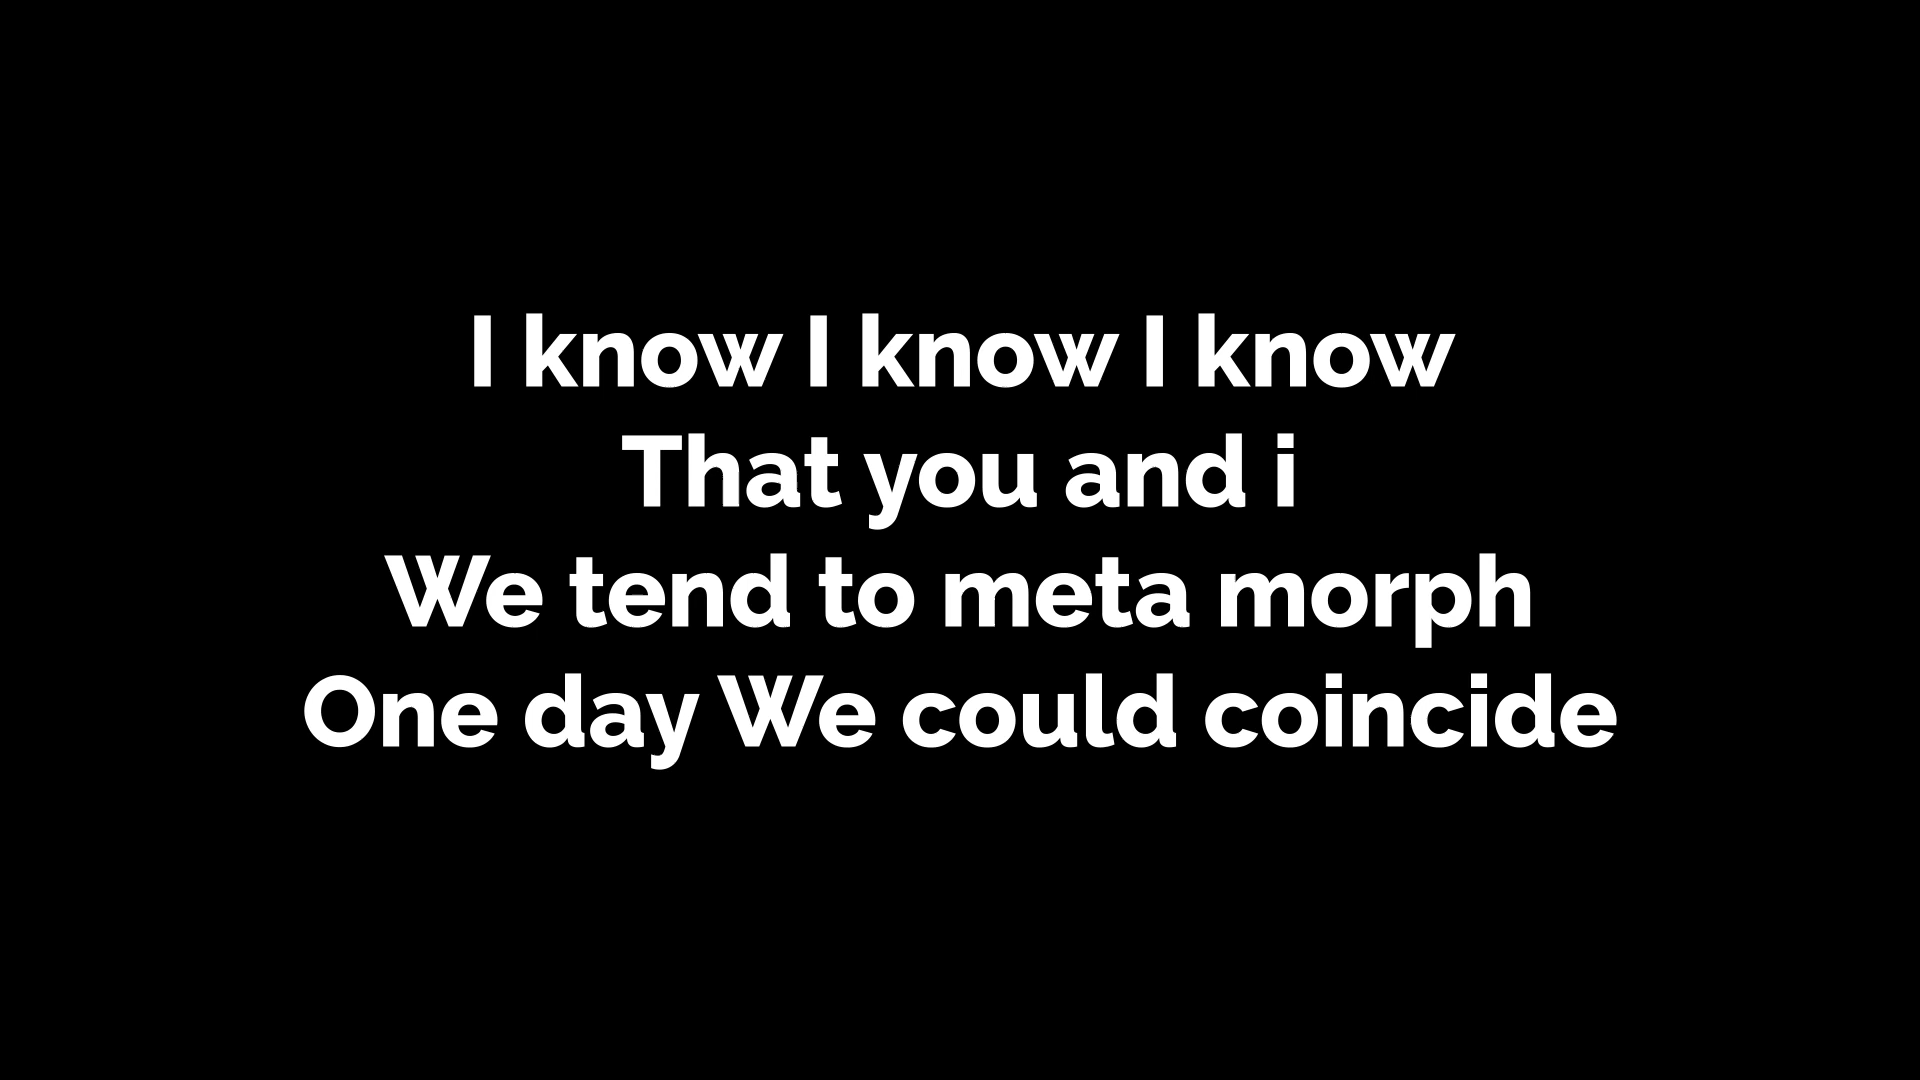 I know I know I know
That you and i
We tend to meta morph
One day We could coincide